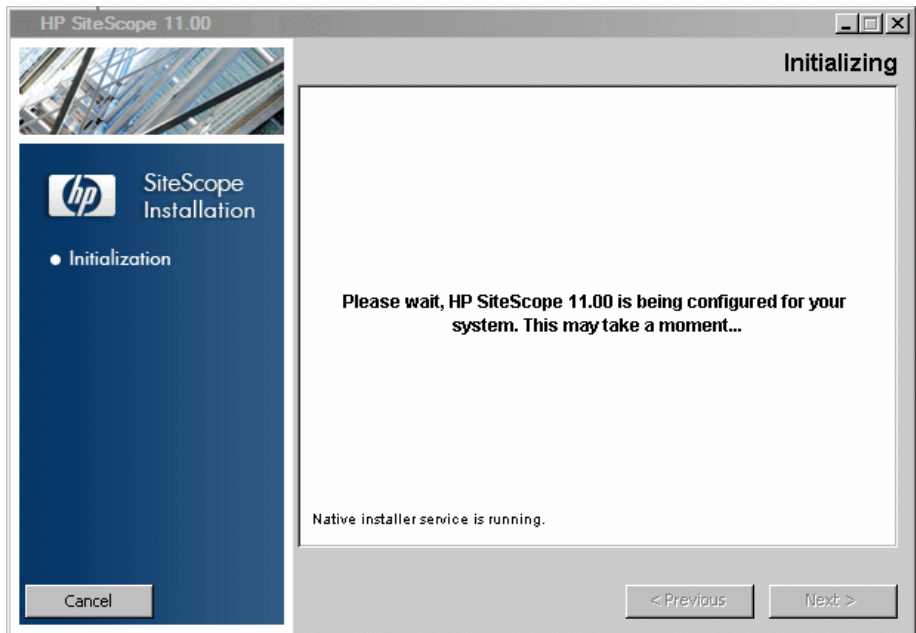 HP SiteScope 11.00
Initializing
hp
SiteScope
Installation
Initialization
Please wait, HP SiteScope 11.00 is being configured for your
system. This may take a moment...
Native installer service is running.
Cancel
< Previous
Next >